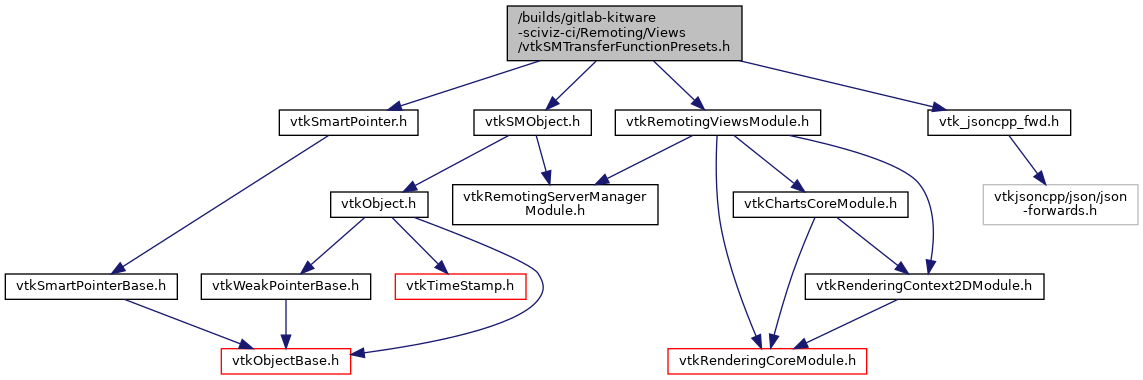 /builds/gitlab-kitware
-sciviz-ci/Remoting/Views
/vtkSMTransferFunctionPresets.h
vtkSmartPointer.h
vtkSMObject.h
vtkRemotingViewsModule.h
vtk_jsoncpp_fwd.h
vtkObject.h
vtkRemotingServerManager
Module.h
vtkChartsCoreModule.h
vtkjsoncpp/json/json
-forwards.h
vtkSmartPointerBase.h
vtkWeakPointerBase.h
vtkTimeStamp.h
vtkRenderingContext2DModule.h
vtkObjectBase.h
vtkRenderingCoreModule.h